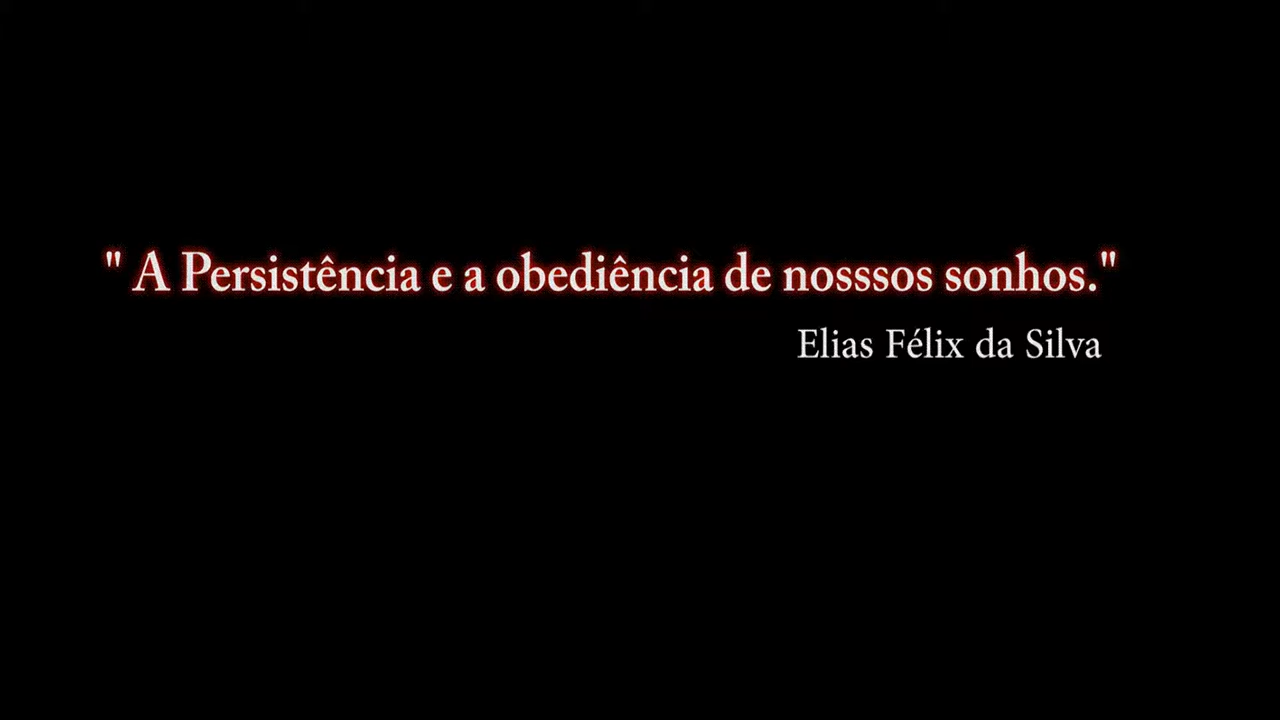 " A Persistência e a obediência de nosssos sonhos."
Elias Félix da Silva